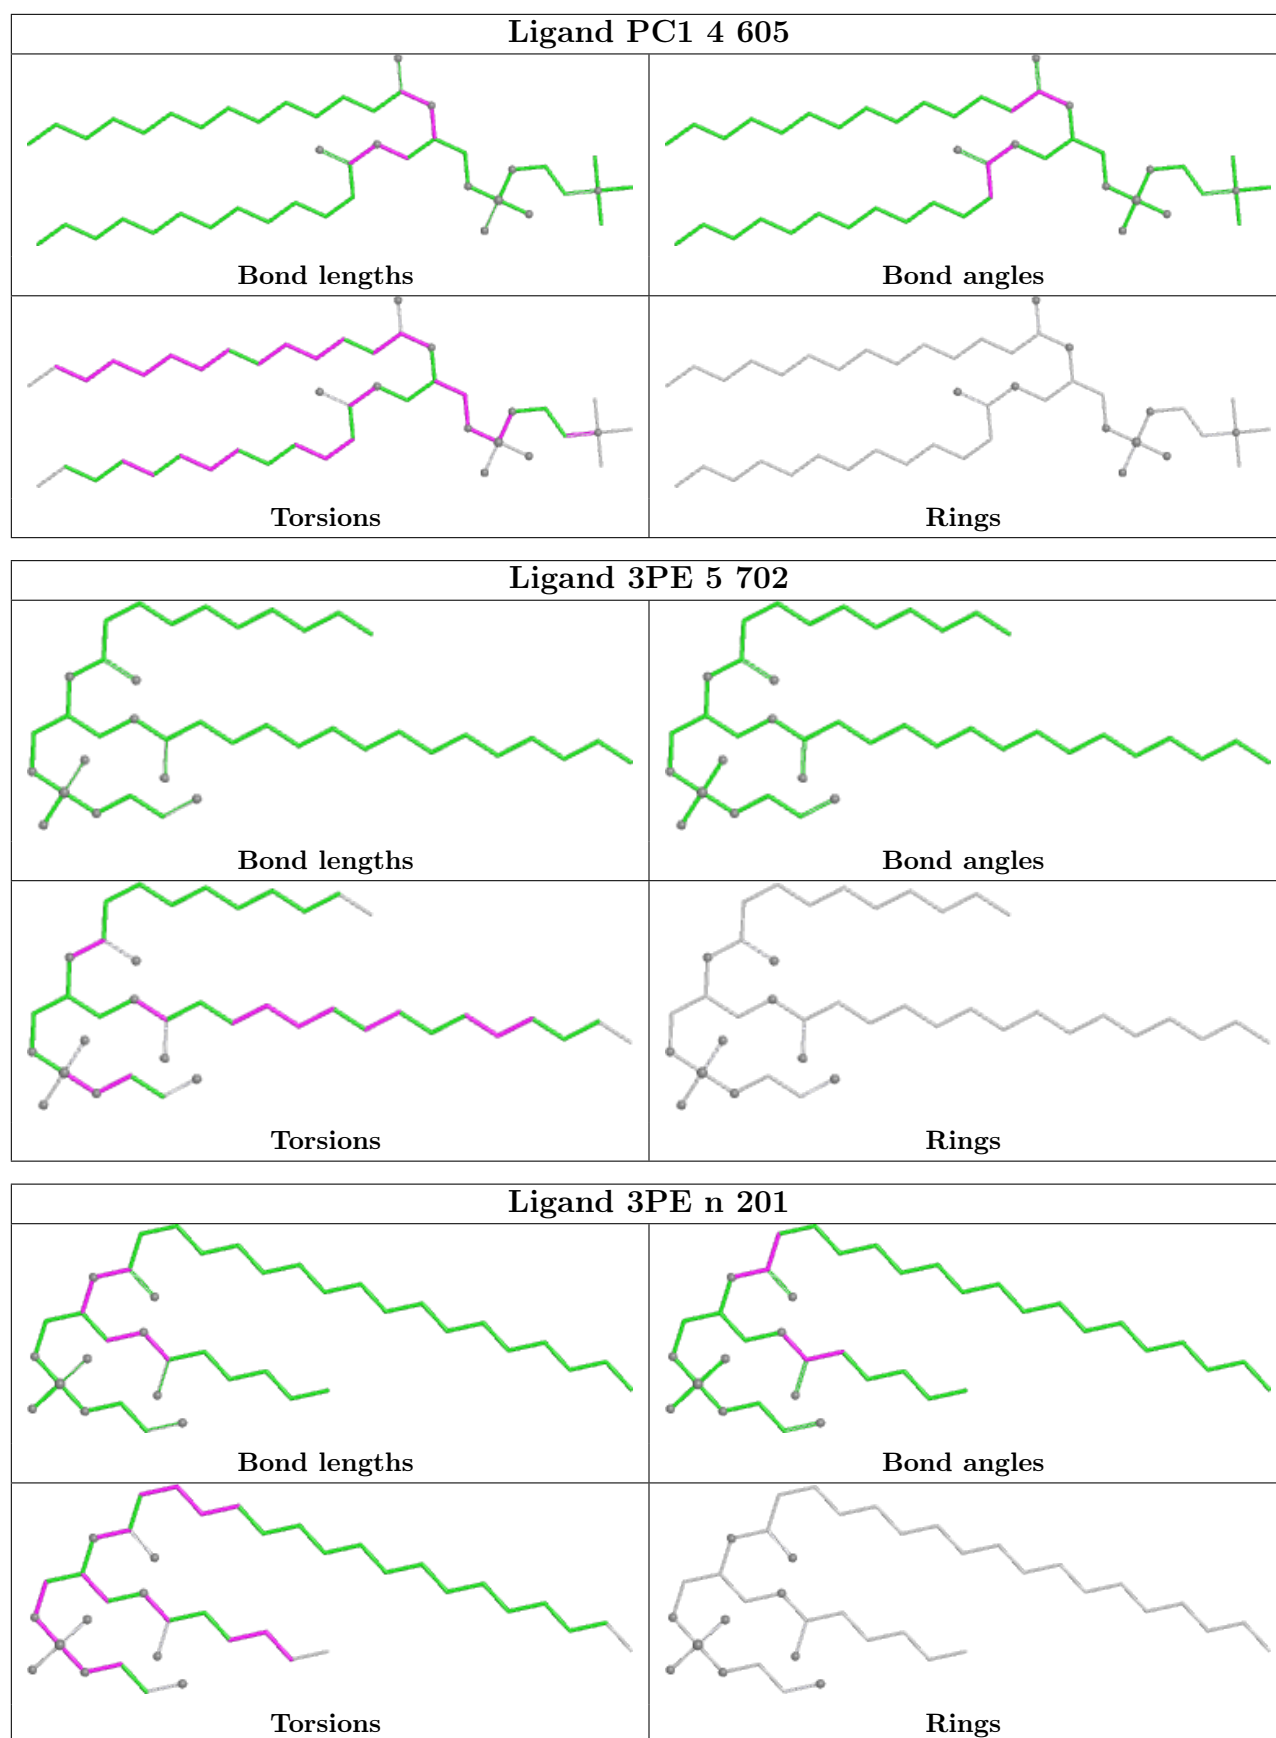 Ligand PC1 4 605
Bond lengths
Bond angles
Torsions
Rings
Ligand 3PE 5 702
Bond lengths
Bond angles
Torsions
Rings
Ligand 3PE n 201
Bond lengths
Bond angles
Torsions
Rings